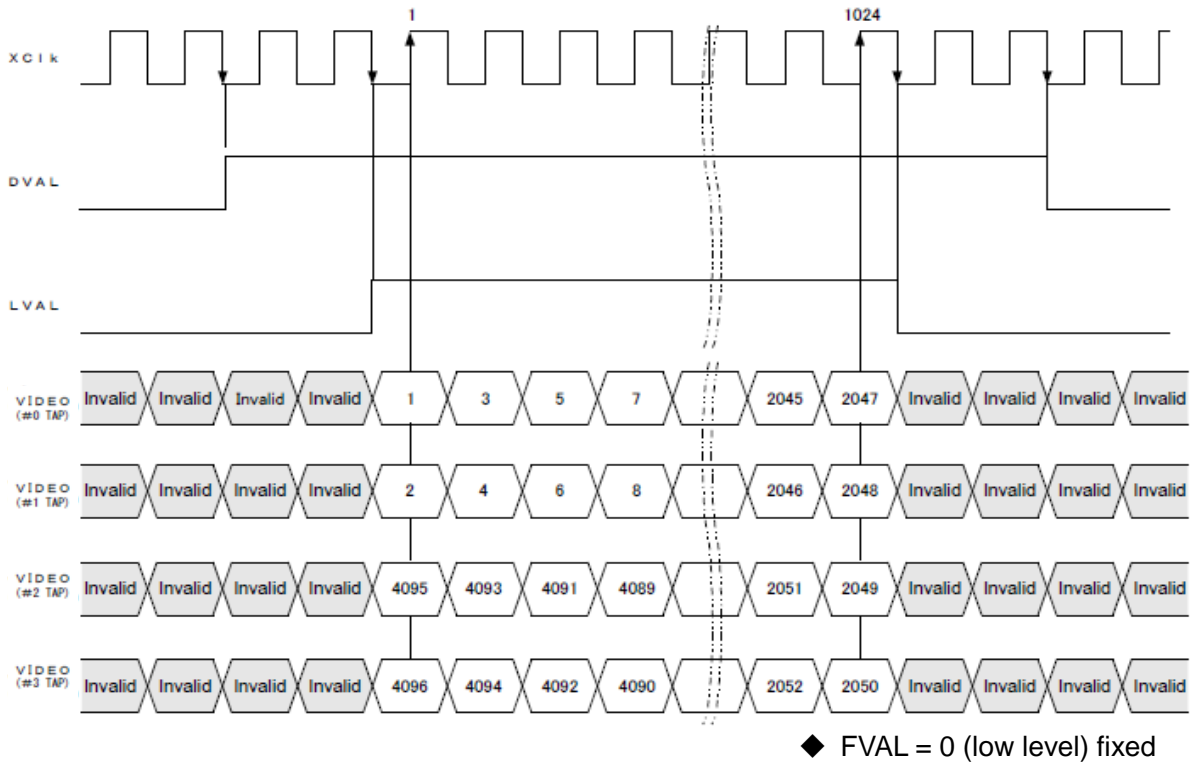 1 1024
XClk
DVAL
LVAL
VIDEO
(#0 TAP)
Invalid Invalid Invalid Invalid 1 3 5 7 2045 2047 Invalid Invalid Invalid Invalid
VIDEO
(#1 TAP)
Invalid Invalid Invalid Invalid 2 4 6 8 2046 2048 Invalid Invalid Invalid Invalid
VIDEO
(#2 TAP)
Invalid Invalid Invalid Invalid 4095 4093 4091 4089 2051 2049 Invalid Invalid Invalid Invalid
VIDEO
(#3 TAP)
Invalid Invalid Invalid Invalid 4096 4094 4092 4090 2052 2050 Invalid Invalid Invalid Invalid
◆ FVAL = 0 (low level) fixed